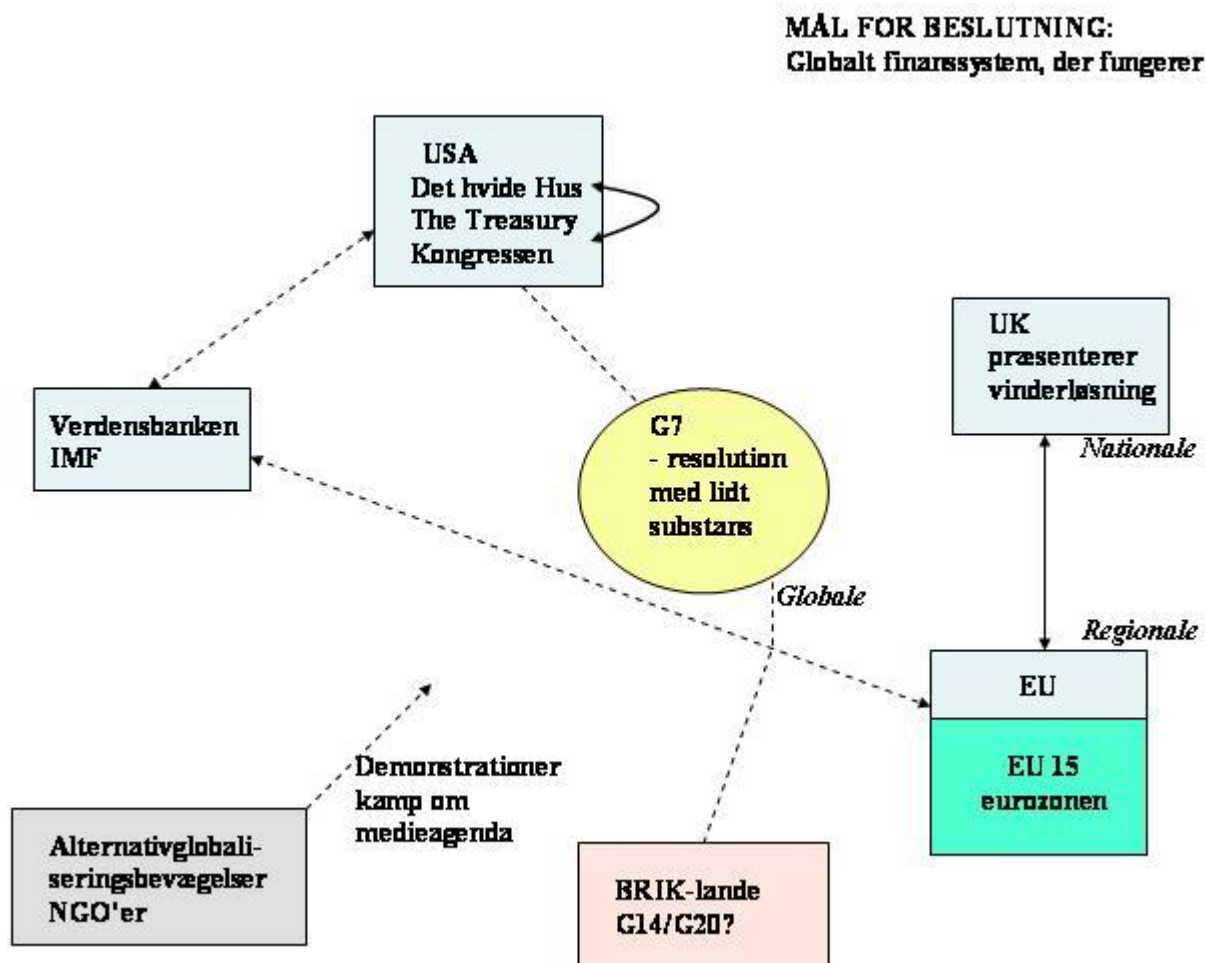 MÅL FOR BESLUTNING:
Globalt finanssystem, der fungerer
USA
Det hvide Hus
The Treasury
Kongressen
UK
præsenterer
vinderløsning
Nationale
Verdensbanken
IMF
G7
- resolution
med lidt
substans
Globale
Regionale
EU
EU 15
eurozonen
Demonstrationer
kamp om
medieagenda
Alternativglobali-
seringsbevægelser
NGO'er
BRIK-lande
G14/G20?